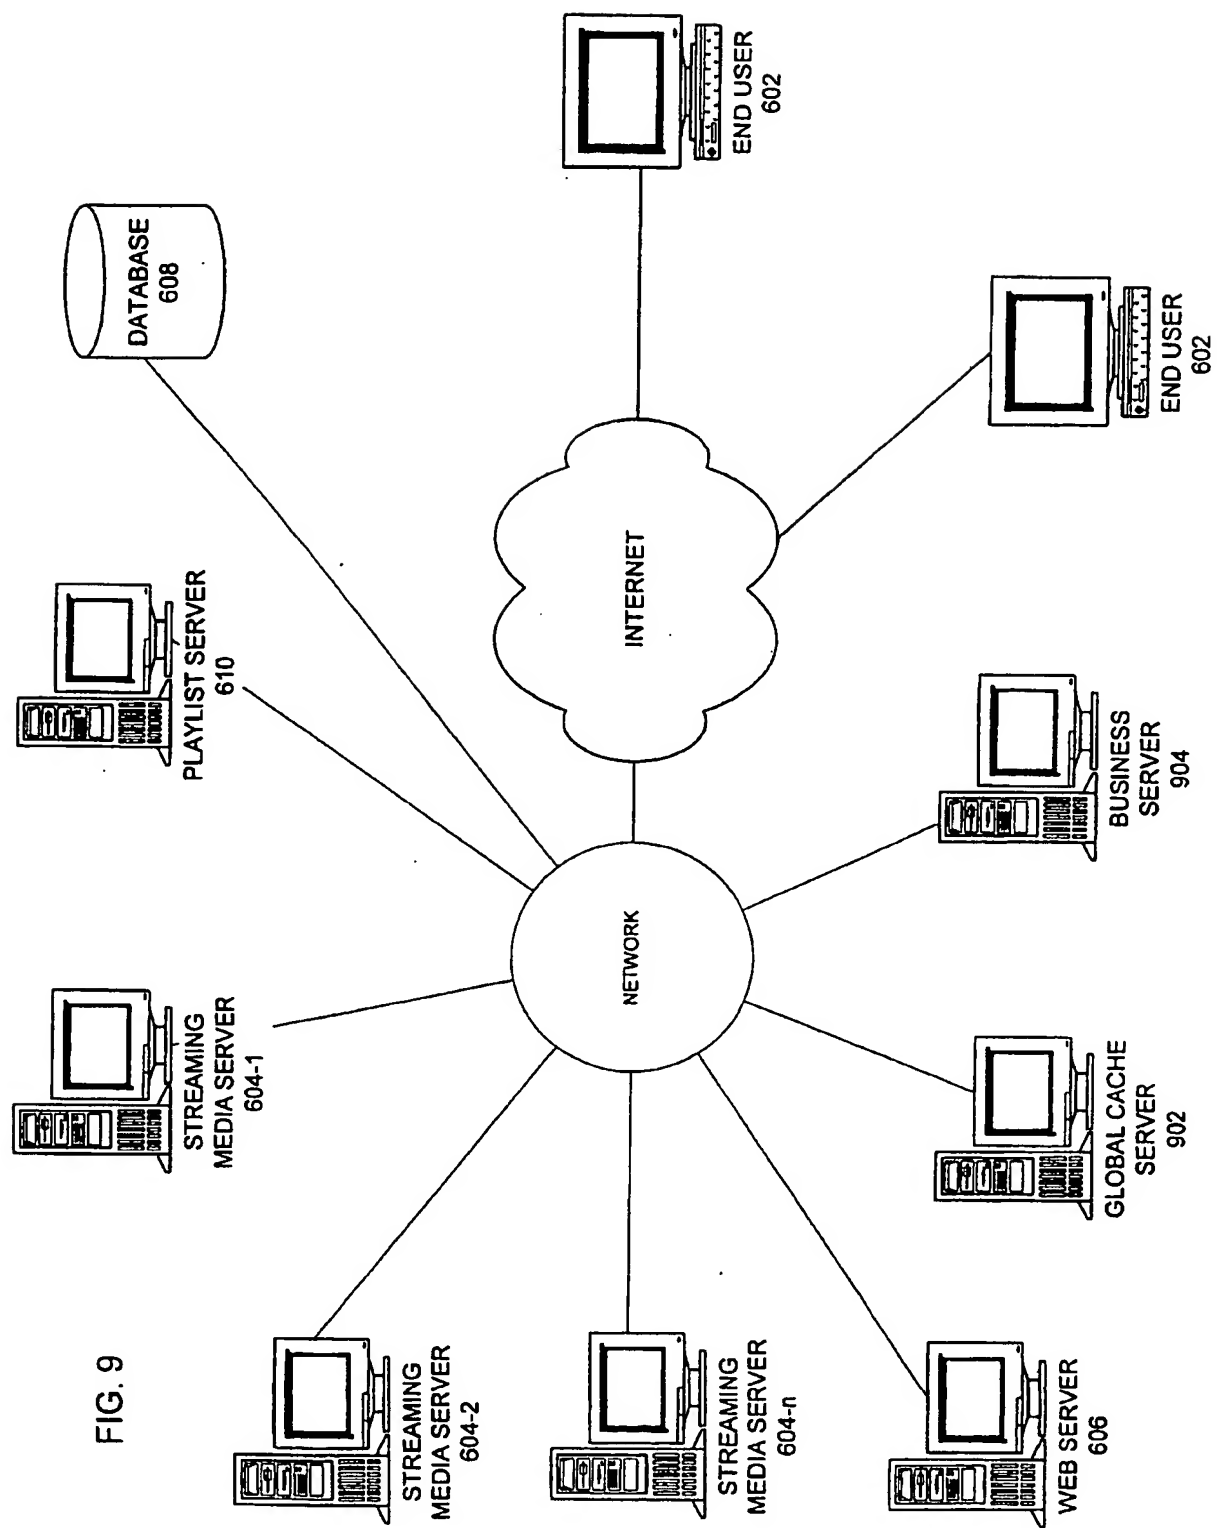 FIG. 9
STREAMING
MEDIA SERVER
604-1
PLAYLIST SERVER
610
DATABASE
608
STREAMING
MEDIA SERVER
604-2
STREAMING
MEDIA SERVER
604-n
NETWORK
INTERNET
END USER
602
WEB SERVER
606
GLOBAL CACHE
SERVER
902
BUSINESS
SERVER
904
END USER
602